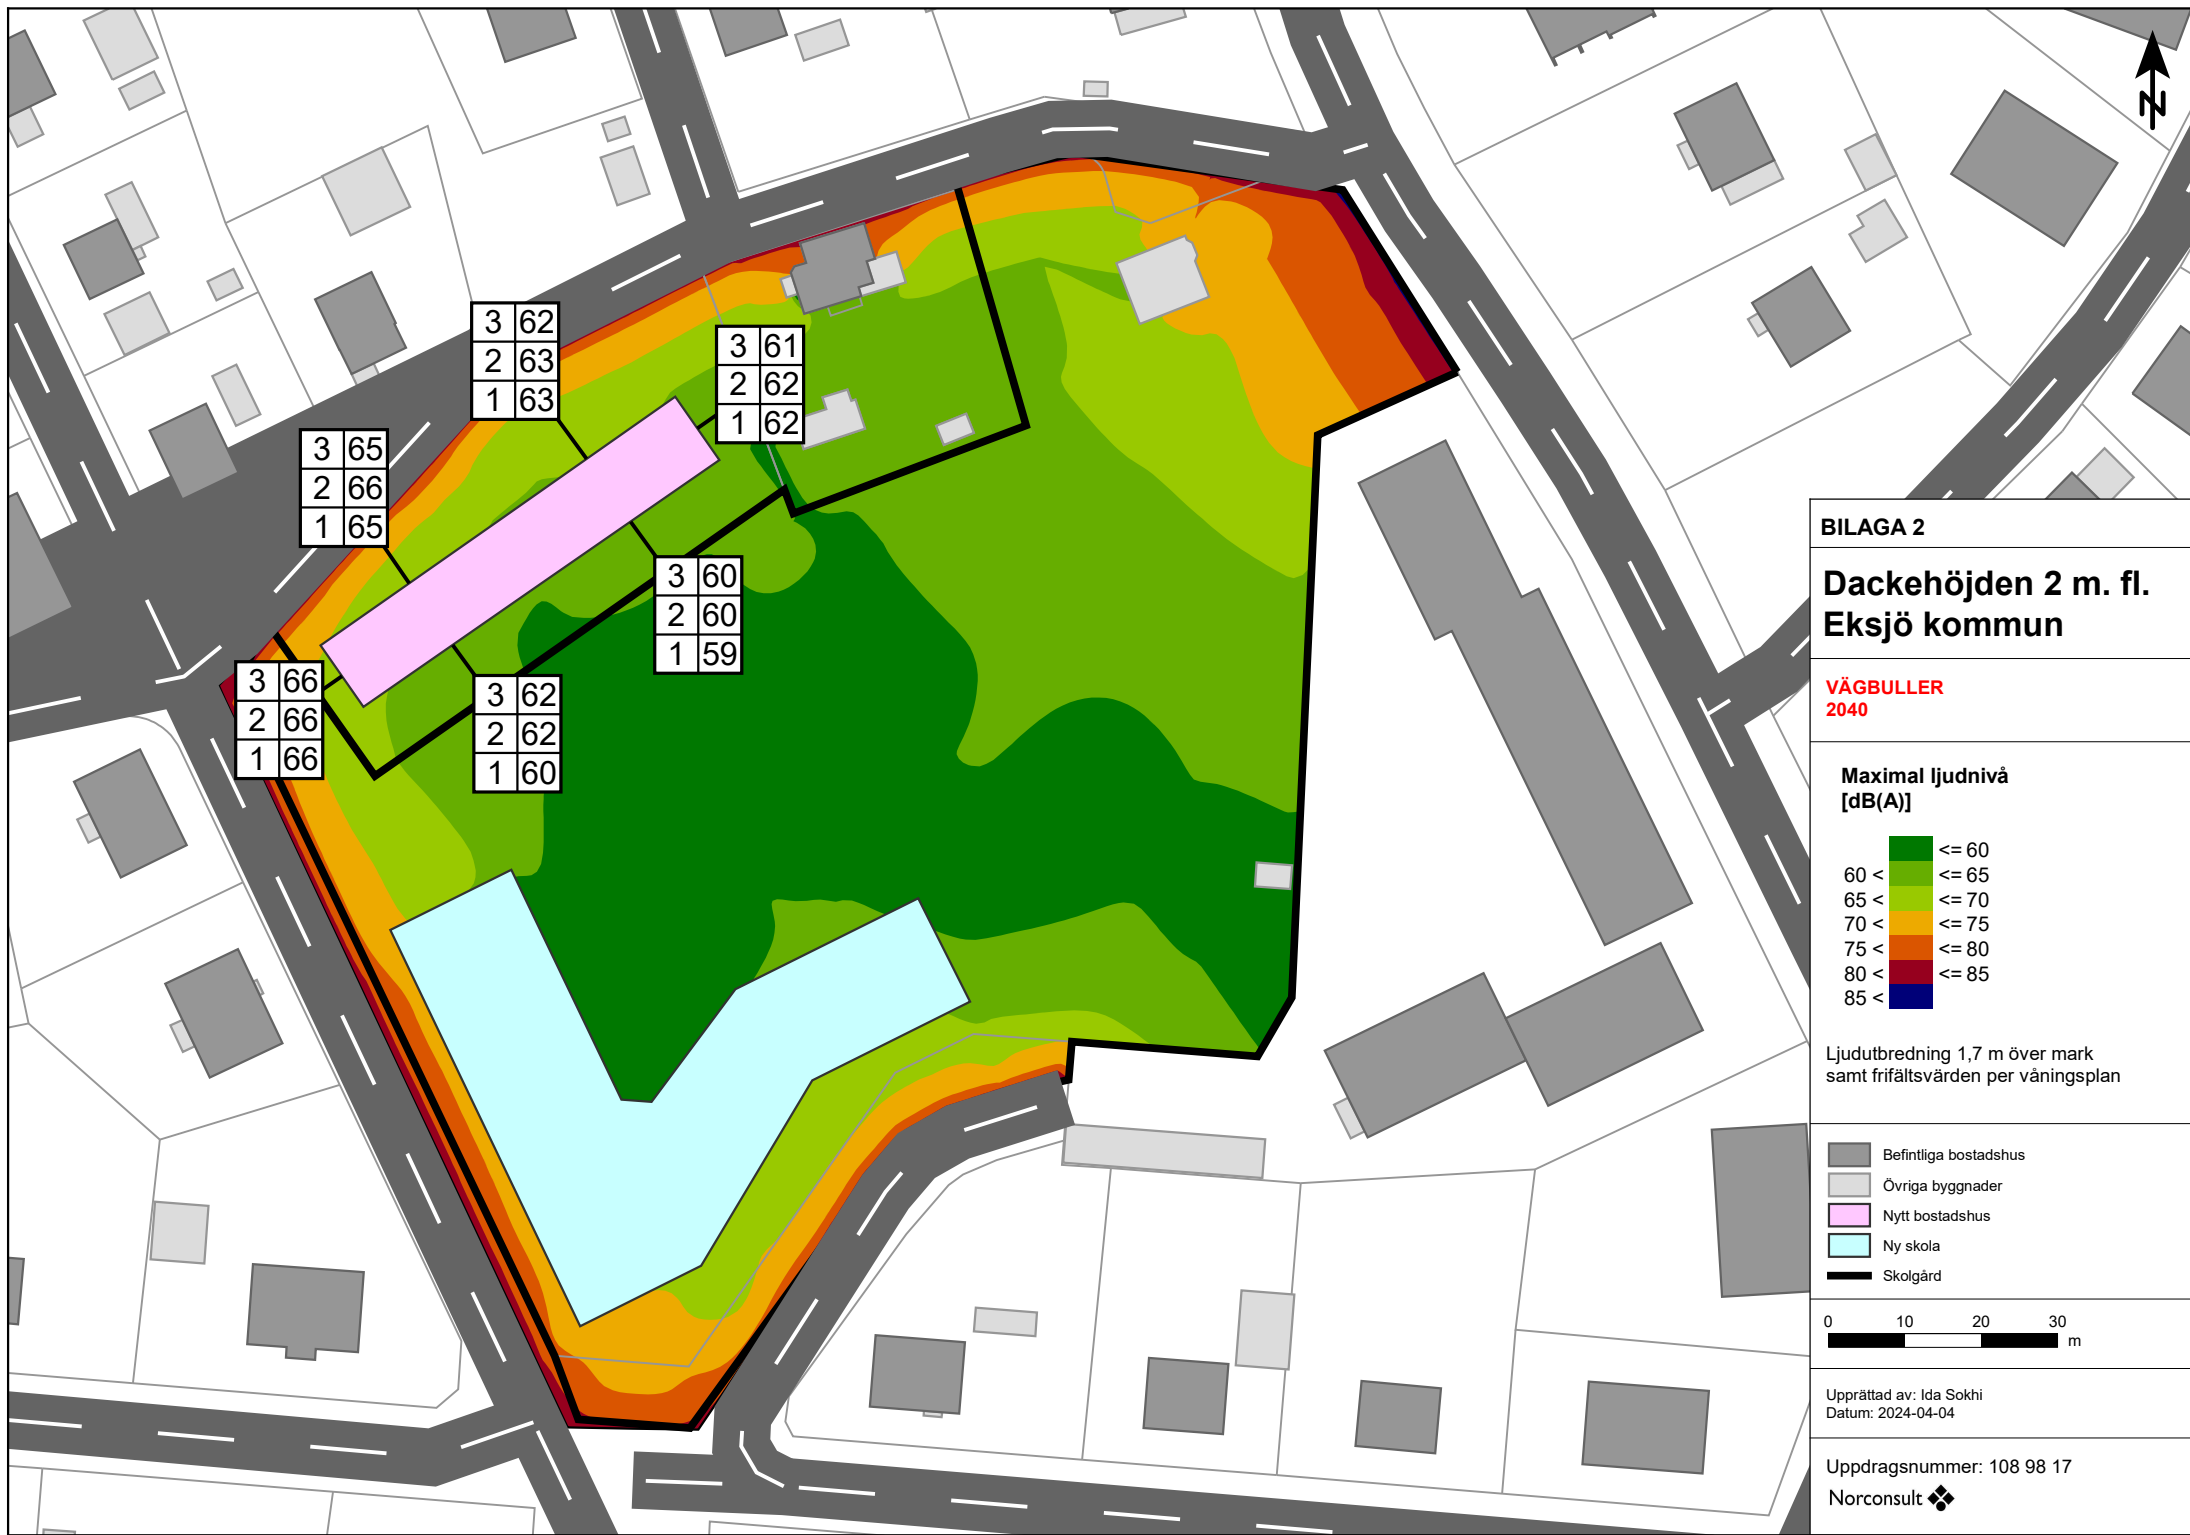 N
3 62
2 63
1 63
3 61
2 62
1 62
3 65
2 66
1 65
3 60
2 60
1 59
3 66
2 66
1 66
3 62
2 62
1 60
BILAGA 2
Dackehöjden 2 m. fl.
Eksjö kommun
VÄGBULLER
2040
Maximal ljudnivå
[dB(A)]
<= 60
60 < <= 65
65 < <= 70
70 < <= 75
75 < <= 80
80 < <= 85
85 <
Ljudutbredning 1,7 m över mark
samt frifältsvärden per våningsplan
Befintliga bostadshus
Övriga byggnader
Nytt bostadshus
Ny skola
Skolgård
0 10 20 30
m
Upprättad av: Ida Sokhi
Datum: 2024-04-04
Uppdragsnummer: 108 98 17
Norconsult